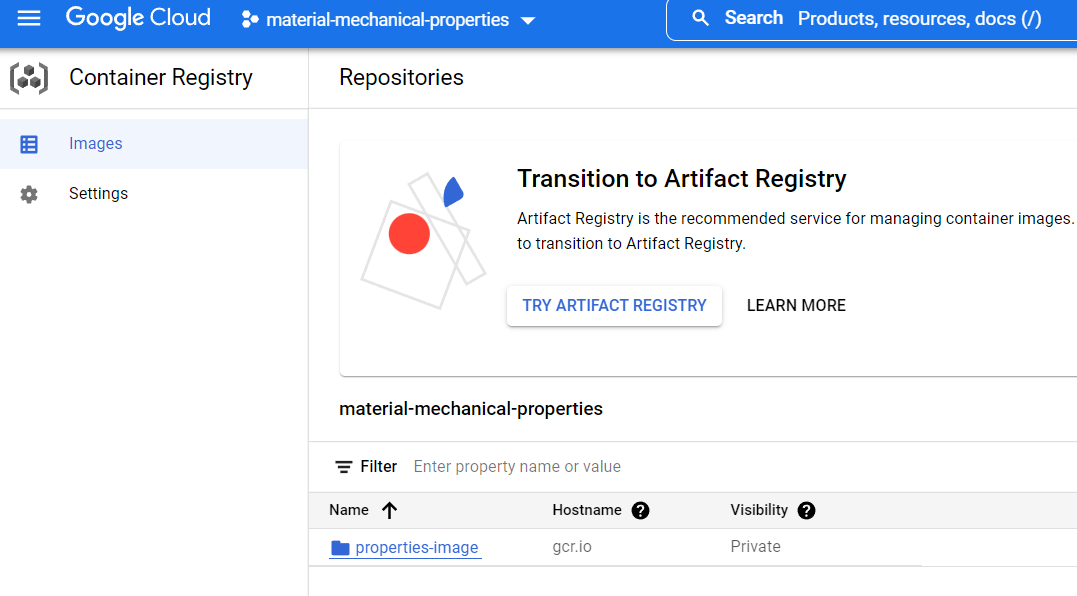 Google Cloud
material-mechanical-properties
Search Products, resources, docs (/)
Container Registry
Images
Settings
Repositories
Transition to Artifact Registry
Artifact Registry is the recommended service for managing container images.
to transition to Artifact Registry.
TRY ARTIFACT REGISTRY
LEARN MORE
material-mechanical-properties
Filter Enter property name or value
Name Hostname Visibility
properties-image gcr.io Private